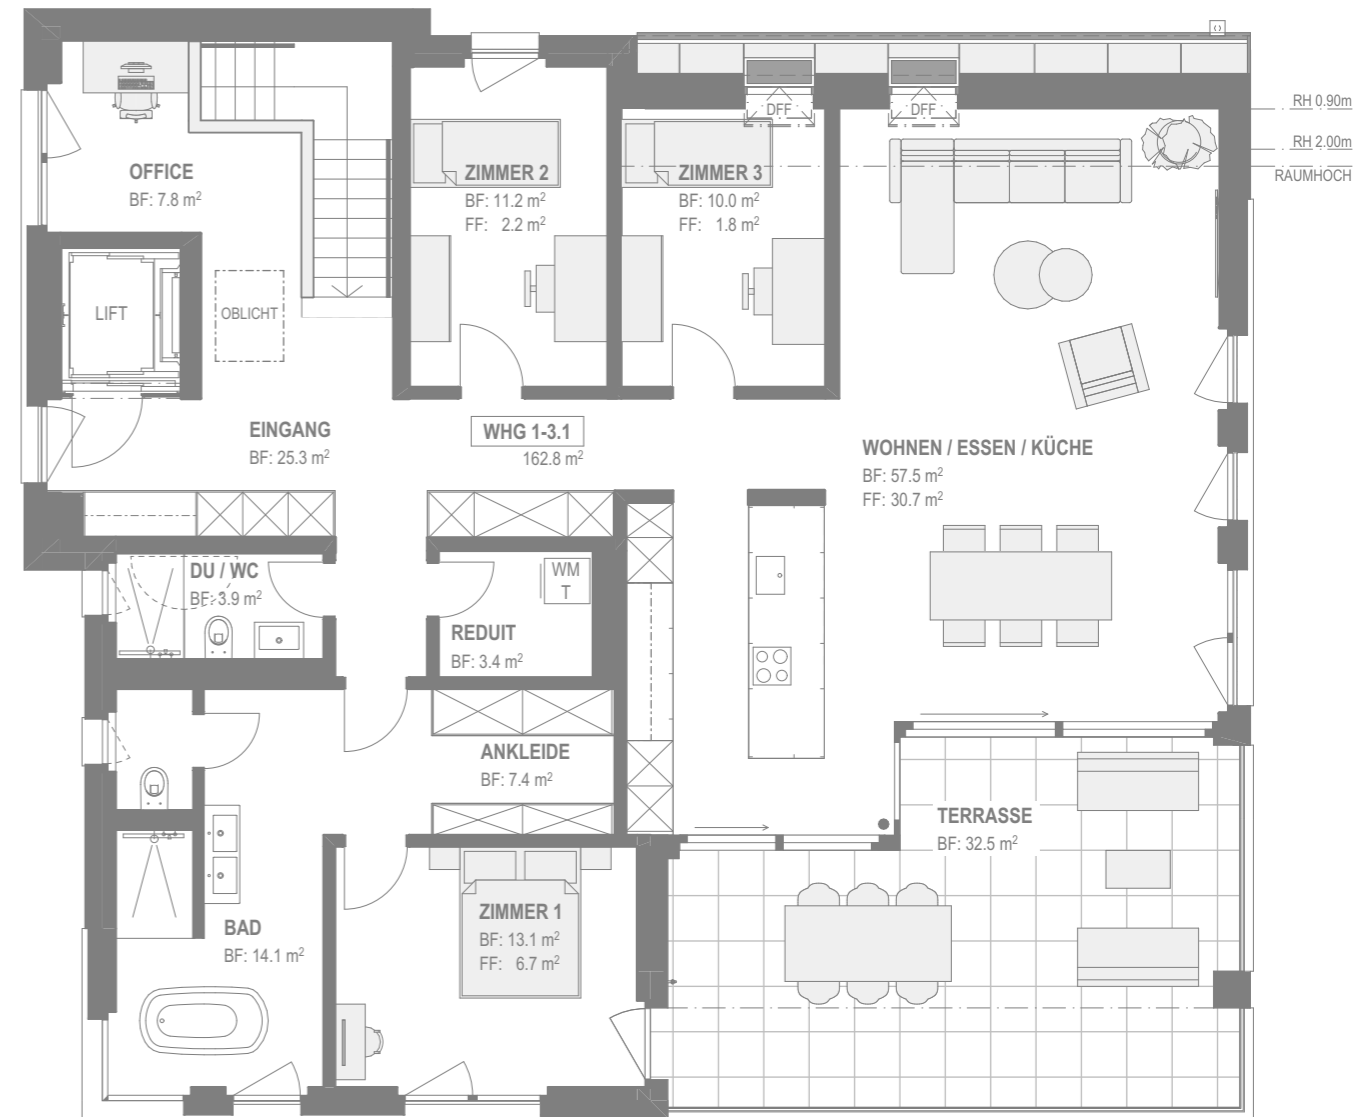 RH 0.90m
DFF
DFF
RH 2.00m
RAUMHOCH
OFFICE
BF: 7.8 m²
ZIMMER 2
BF: 11.2 m²
FF: 2.2 m²
ZIMMER 3
BF: 10.0 m²
FF: 1.8 m²
LIFT
OBLICHT
EINGANG
BF: 25.3 m²
WHG 1-3.1
162.8 m²
WOHNEN / ESSEN / KÜCHE
BF: 57.5 m²
FF: 30.7 m²
DU / WC
BF: 3.9 m²
WM
T
REDUIT
BF: 3.4 m²
ANKLEIDE
BF: 7.4 m²
TERRASSE
BF: 32.5 m²
ZIMMER 1
BF: 13.1 m²
FF: 6.7 m²
BAD
BF: 14.1 m²